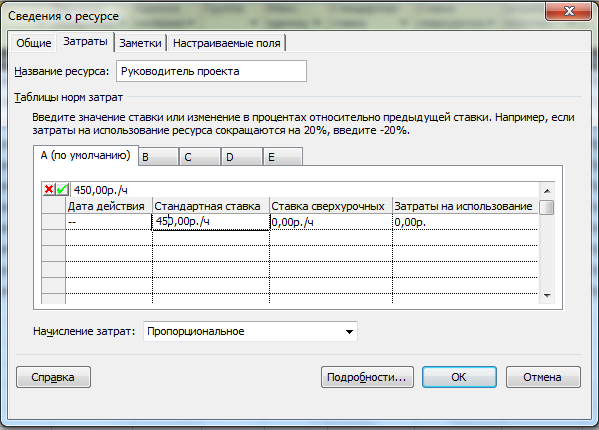 Сведения о ресурсе
Общие Затраты Заметки Настраиваемые поля
Название ресурса: Руководитель проекта
Таблицы норм затрат
Введите значение ставки или изменение в процентах относительно предыдущей ставки. Например, если
затраты на использование ресурса сокращаются на 20%, введите -20%.
A (по умолчанию) B C D E
450,00р./ч
Дата действия Стандартная ставка Ставка сверхурочных Затраты на использование
-- 450,00р./ч 0,00р./ч 0,00р.
Начисление затрат: Пропорциональное
Справка Подробности... ОК Отмена